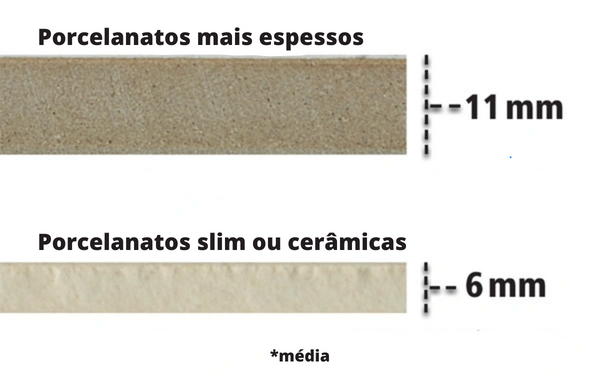 Porcelanatos mais espessos
11 mm
Porcelanatos slim ou cerâmicas
6 mm
*média